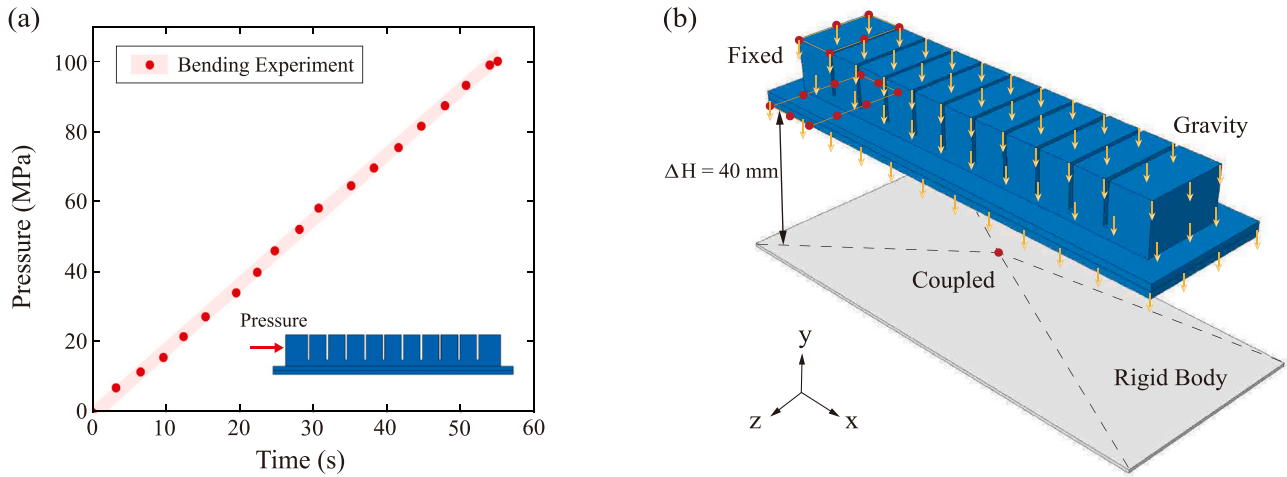 (a)
Bending Experiment
Pressure (MPa)
100
80
60
40
20
0
Pressure
0 10 20 30 40 50 60
Time (s)
(b)
Fixed
Gravity
ΔH = 40 mm
Coupled
Rigid Body
y
z
x